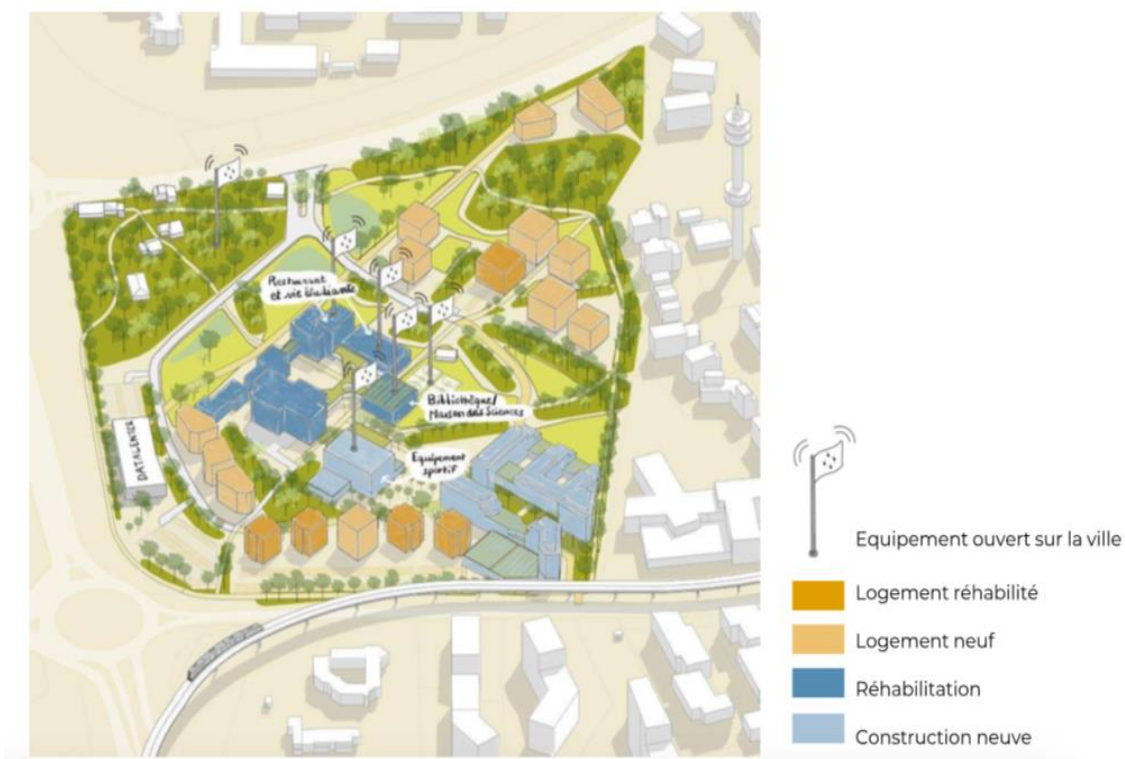 Restaurant
et vie étudiante
Bibliothèque/
Maison des Sciences
Equipement
sportif
DATACENTER
Equipement ouvert sur la ville
Logement réhabilité
Logement neuf
Réhabilitation
Construction neuve